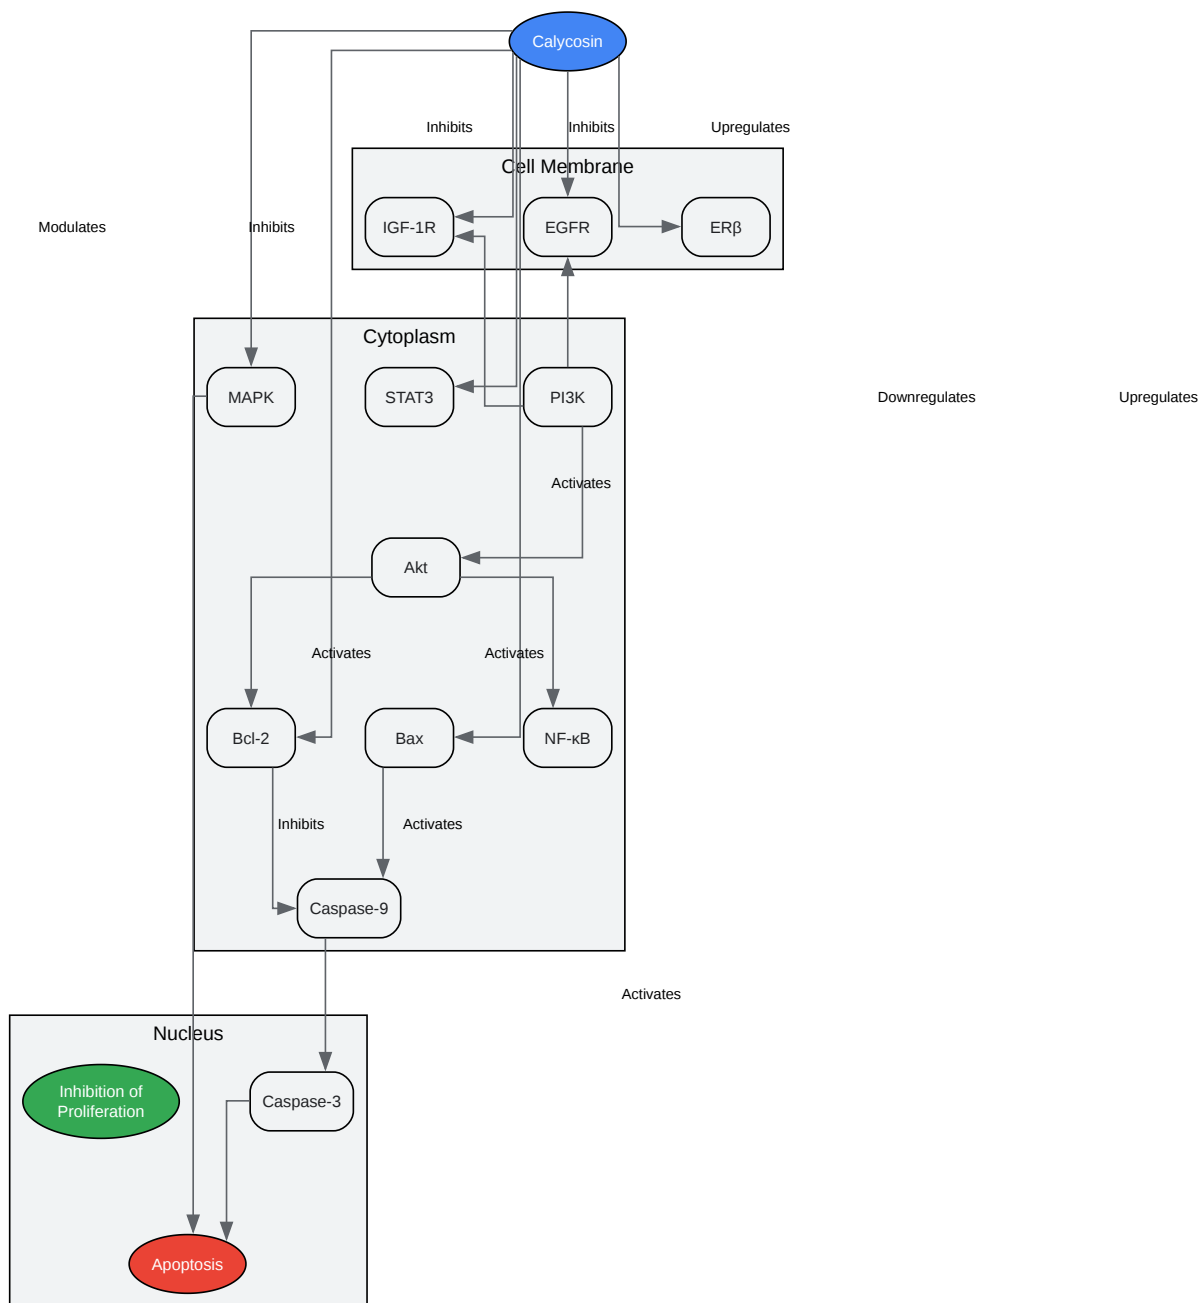 Calycosin
Inhibits
Inhibits
Upregulates
Cell Membrane
Modulates
Inhibits
IGF-1R
EGFR
ERβ
Cytoplasm
MAPK
STAT3
PI3K
Downregulates
Upregulates
Activates
Akt
Activates
Activates
Bcl-2
Bax
NF-κB
Inhibits
Activates
Caspase-9
Activates
Nucleus
Inhibition of
Proliferation
Caspase-3
Apoptosis